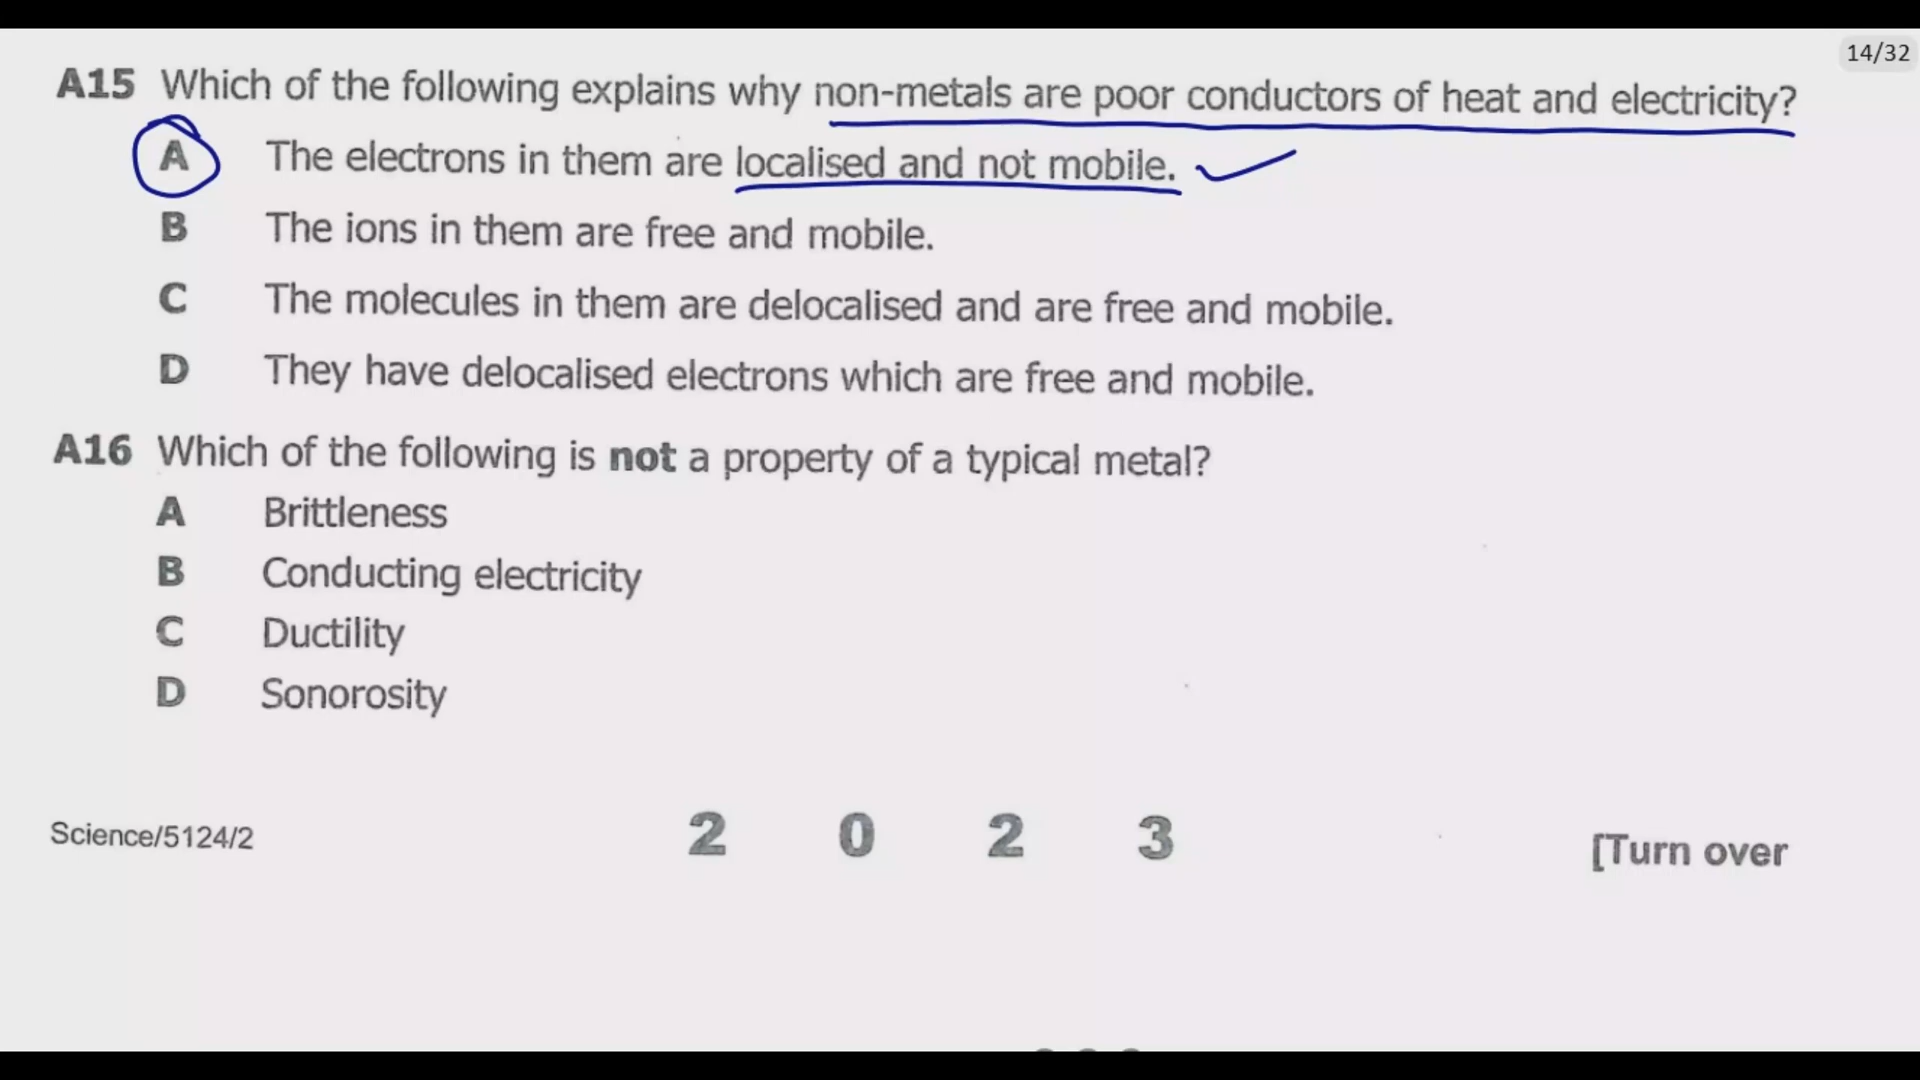 14/32
A15 Which of the following explains why non-metals are poor conductors of heat and electricity?
A The electrons in them are localised and not mobile.
B The ions in them are free and mobile.
C The molecules in them are delocalised and are free and mobile.
D They have delocalised electrons which are free and mobile.
A16 Which of the following is not a property of a typical metal?
A Brittleness
B Conducting electricity
C Ductility
D Sonorosity
Science/5124/2 2 0 2 3 [Turn over